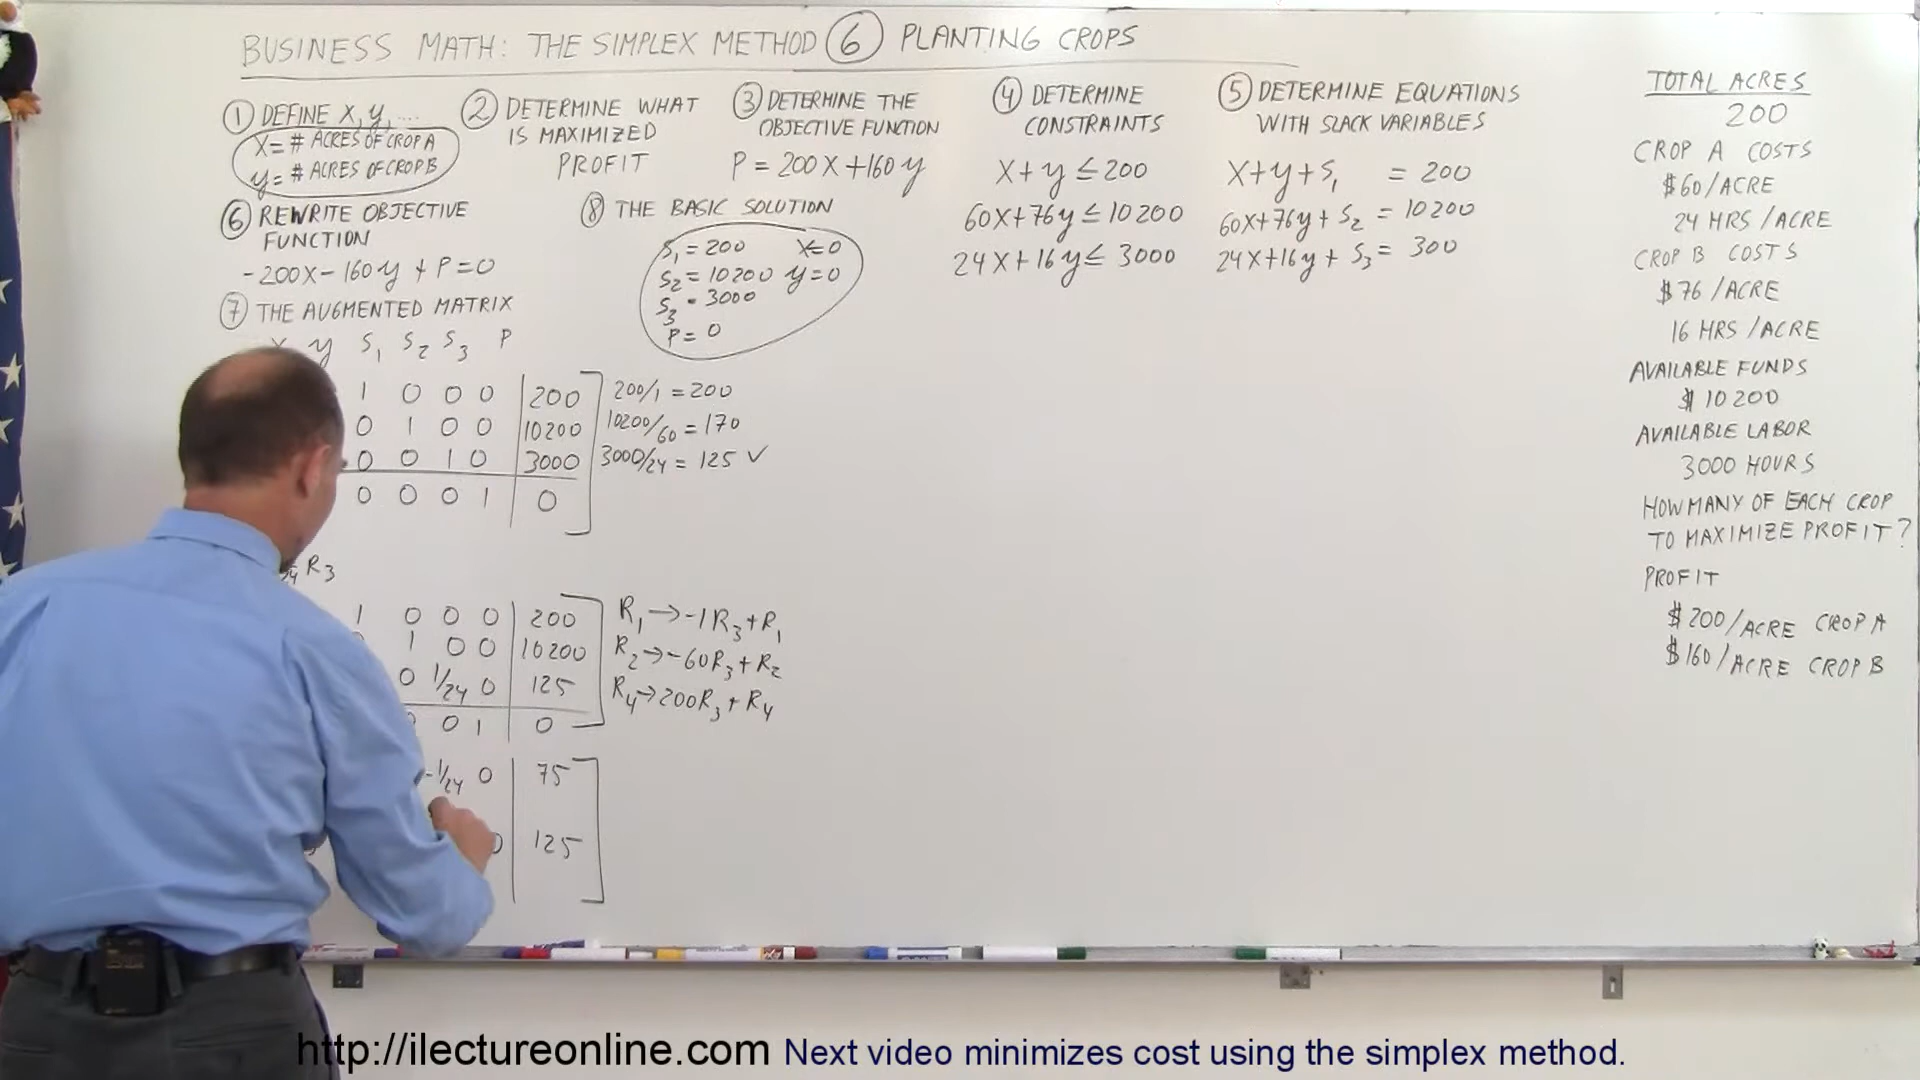 BUSINESS MATH: THE SIMPLEX METHOD ⑥ PLANTING CROPS
① DEFINE X, y, ....
X = # ACRES OF CROP A
y = # ACRES OF CROP B
② DETERMINE WHAT
IS MAXIMIZED
PROFIT
③ DETERMINE THE
OBJECTIVE FUNCTION
P = 200X+160y
④ DETERMINE
CONSTRAINTS
X+y ≤ 200
60X+76y ≤ 10200
24X+16y ≤ 3000
⑤ DETERMINE EQUATIONS
WITH SLACK VARIABLES
X+y+S₁ = 200
60X+76y + S₂ = 10200
24X+16y + S₃ = 300
⑥ REWRITE OBJECTIVE
FUNCTION
-200X-160y + P=0
⑦ THE AUGMENTED MATRIX
y S₁ S₂ S₃ P
1 0 0 0 | 200
0 1 0 0 | 10200
0 0 1 0 | 3000
0 0 0 1 | 0
200/1 = 200
10200/60 = 170
3000/24 = 125 ✓
R₃
1 0 0 0 | 200
1 0 0 | 10200
0 1/24 0 | 125
0 1 | 0
R₁→-1R₃+R₁
R₂→-60R₃+R₂
R₄→200R₃+R₄
-1/24 0 | 75
0 | 125
⑧ THE BASIC SOLUTION
S₁ = 200 X=0
S₂ = 10200 y=0
S₃ = 3000
P = 0
TOTAL ACRES
200
CROP A COSTS
$60/ACRE
24 HRS/ACRE
CROP B COSTS
$76/ACRE
16 HRS/ACRE
AVAILABLE FUNDS
$10200
AVAILABLE LABOR
3000 HOURS
HOW MANY OF EACH CROP
TO MAXIMIZE PROFIT?
PROFIT
$200/ACRE CROP A
$160/ACRE CROP B
http://ilectureonline.com Next video minimizes cost using the simplex method.